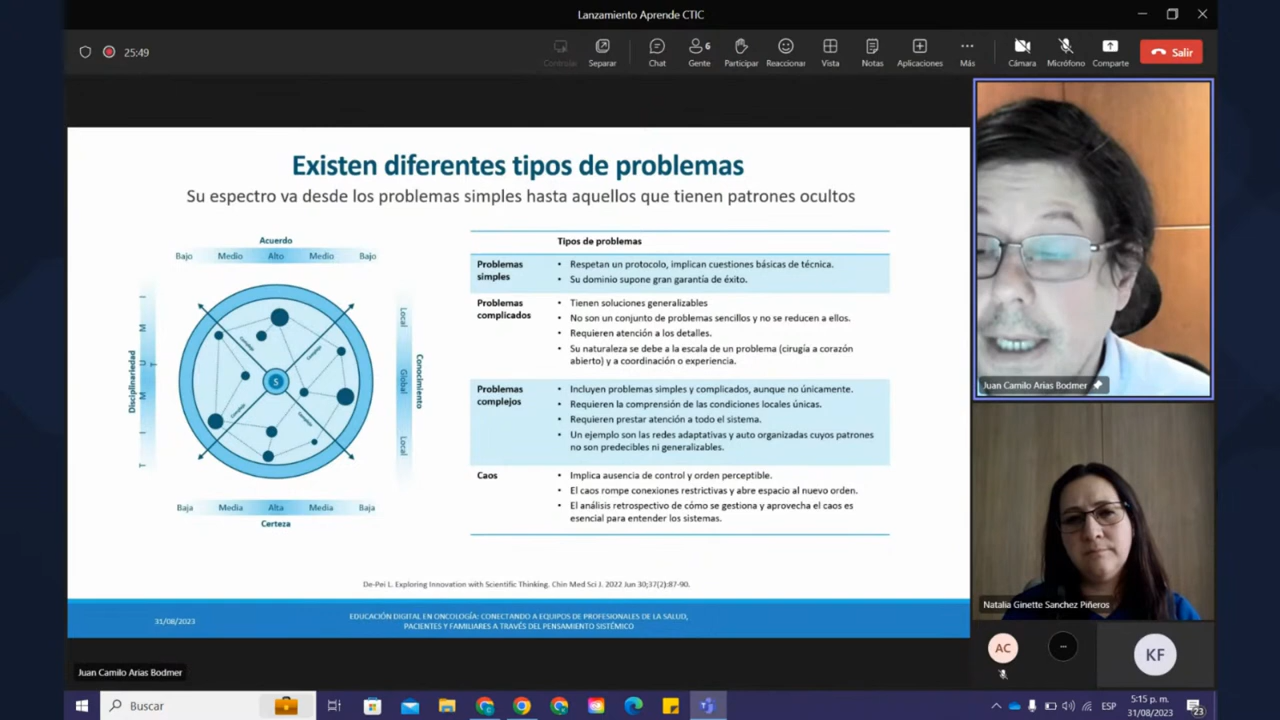 Lanzamiento Aprende CTIC
25:49
Controlar
Separar
Chat
6
Gente
Participar
Reaccionar
Vista
Notas
Aplicaciones
Más
Cámara
Micrófono
Comparte
Salir
Existen diferentes tipos de problemas
Su espectro va desde los problemas simples hasta aquellos que tienen patrones ocultos
Acuerdo
Bajo Medio Alto Medio Bajo
Disciplinariedad
I
M
U
T
L
Conocimiento
Local
Global
Local
S
Baja Media Alta Media Baja
Certeza
Tipos de problemas
Problemas simples
• Respetan un protocolo, implican cuestiones básicas de técnica.
• Su dominio supone gran garantía de éxito.
Problemas complicados
• Tienen soluciones generalizables
• No son un conjunto de problemas sencillos y no se reducen a ellos.
• Requieren atención a los detalles.
• Su naturaleza se debe a la escala de un problema (cirugía a corazón
abierto) y a coordinación o experiencia.
Problemas complejos
• Incluyen problemas simples y complicados, aunque no únicamente.
• Requieren la comprensión de las condiciones locales únicas.
• Requieren prestar atención a todo el sistema.
• Un ejemplo son las redes adaptativas y auto organizadas cuyos patrones
no son predecibles ni generalizables.
Caos
• Implica ausencia de control y orden perceptible.
• El caos rompe conexiones restrictivas y abre espacio al nuevo orden.
• El análisis retrospectivo de cómo se gestiona y aprovecha el caos es
esencial para entender los sistemas.
De-Pei L. Exploring Innovation with Scientific Thinking. Chin Med Sci J. 2022 Jun 30;37(2):87-90.
31/08/2023
EDUCACIÓN DIGITAL EN ONCOLOGÍA: CONECTANDO A EQUIPOS DE PROFESIONALES DE LA SALUD,
PACIENTES Y FAMILIARES A TRAVÉS DEL PENSAMIENTO SISTÉMICO
Juan Camilo Arias Bodmer
Juan Camilo Arias Bodmer
Natalia Ginette Sanchez Piñeros
AC
KF
Buscar
ESP
5:15 p. m.
31/08/2023
23